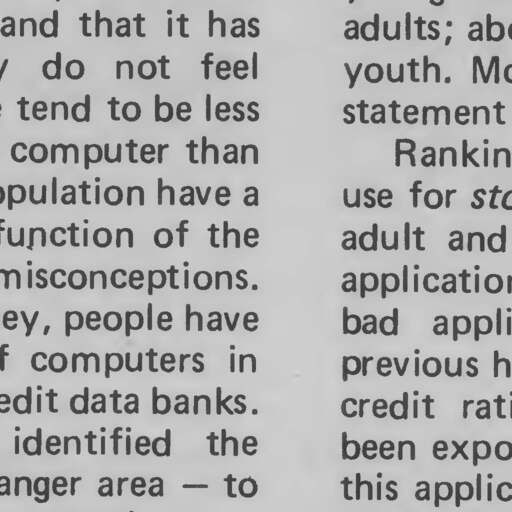 and that it has
do not feel
tend to be less
computer than
opulation have a
function of the
misconceptions.
ey, people have
f computers in
edit data banks.
identified the
anger area — to
adults; abo
youth. Mo
statement
Rankin
use for sto
adult and
application
bad appli
previous h
credit rati
been expo
this applic